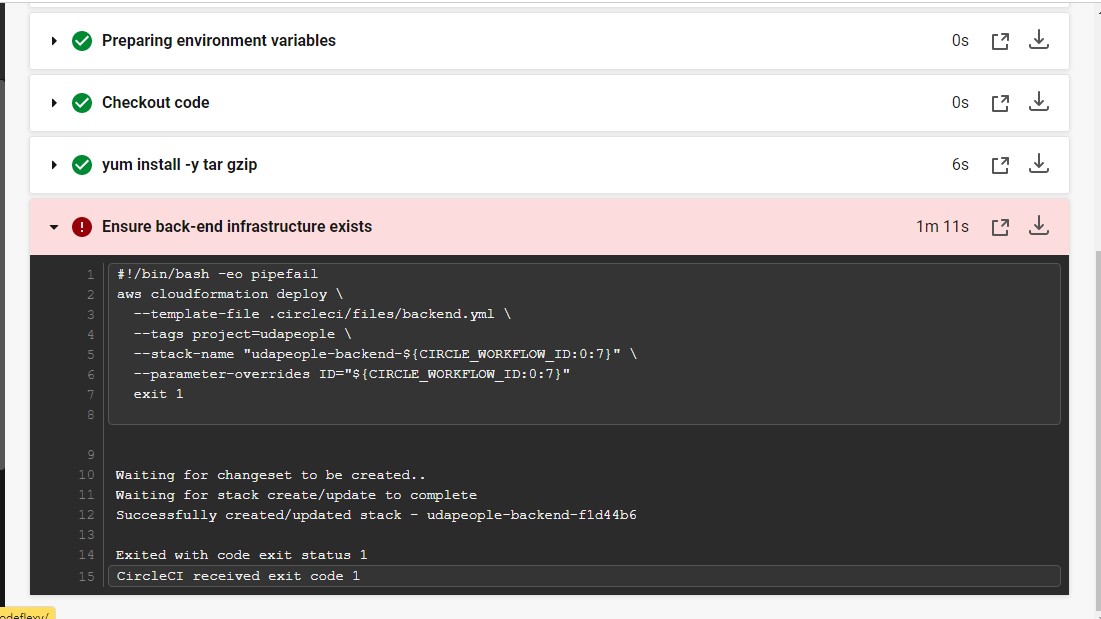 Preparing environment variables 0s
Checkout code 0s
yum install -y tar gzip 6s
Ensure back-end infrastructure exists 1m 11s
1 #!/bin/bash -eo pipefail
2 aws cloudformation deploy \
3 --template-file .circleci/files/backend.yml \
4 --tags project=udapeople \
5 --stack-name "udapeople-backend-${CIRCLE_WORKFLOW_ID:0:7}" \
6 --parameter-overrides ID="${CIRCLE_WORKFLOW_ID:0:7}"
7 exit 1
8
9
10 Waiting for changeset to be created..
11 Waiting for stack create/update to complete
12 Successfully created/updated stack - udapeople-backend-f1d44b6
13
14 Exited with code exit status 1
15 CircleCI received exit code 1